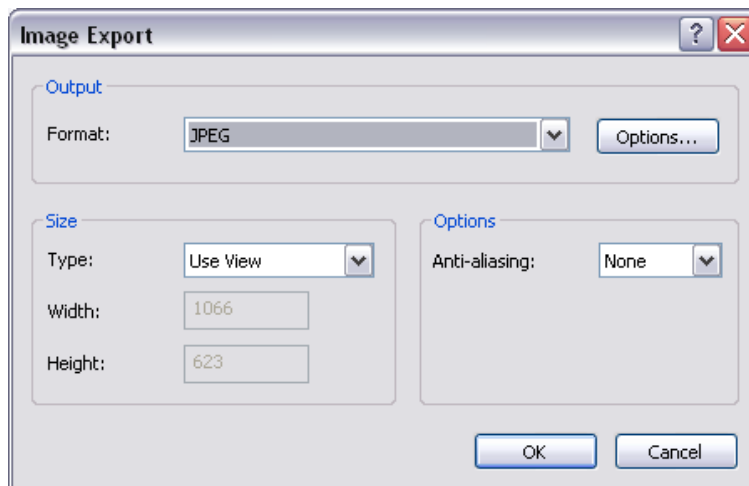 Image Export
Output
Format: JPEG Options...
Size
Type: Use View
Width: 1066
Height: 623
Options
Anti-aliasing: None
OK Cancel